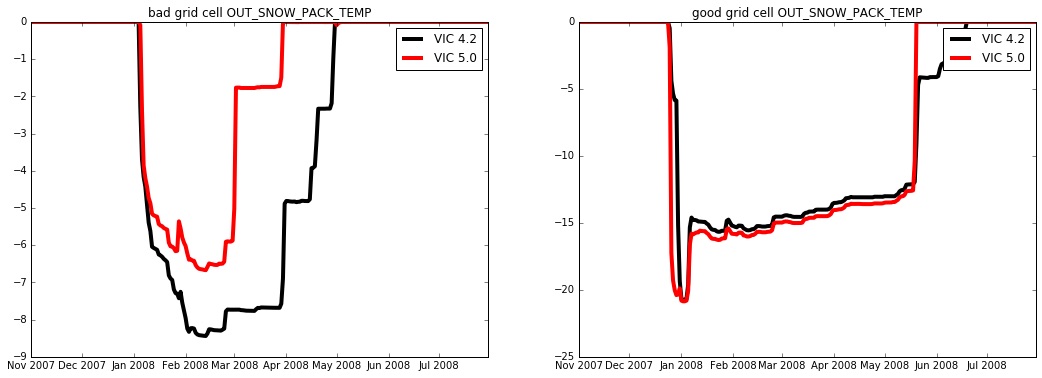 bad grid cell OUT_SNOW_PACK_TEMP
0
−1
−2
−3
−4
−5
−6
−7
−8
−9
VIC 4.2
VIC 5.0
Nov 2007 Dec 2007 Jan 2008 Feb 2008 Mar 2008 Apr 2008 May 2008 Jun 2008 Jul 2008
good grid cell OUT_SNOW_PACK_TEMP
0
−5
−10
−15
−20
−25
VIC 4.2
VIC 5.0
Nov 2007 Dec 2007 Jan 2008 Feb 2008 Mar 2008 Apr 2008 May 2008 Jun 2008 Jul 2008